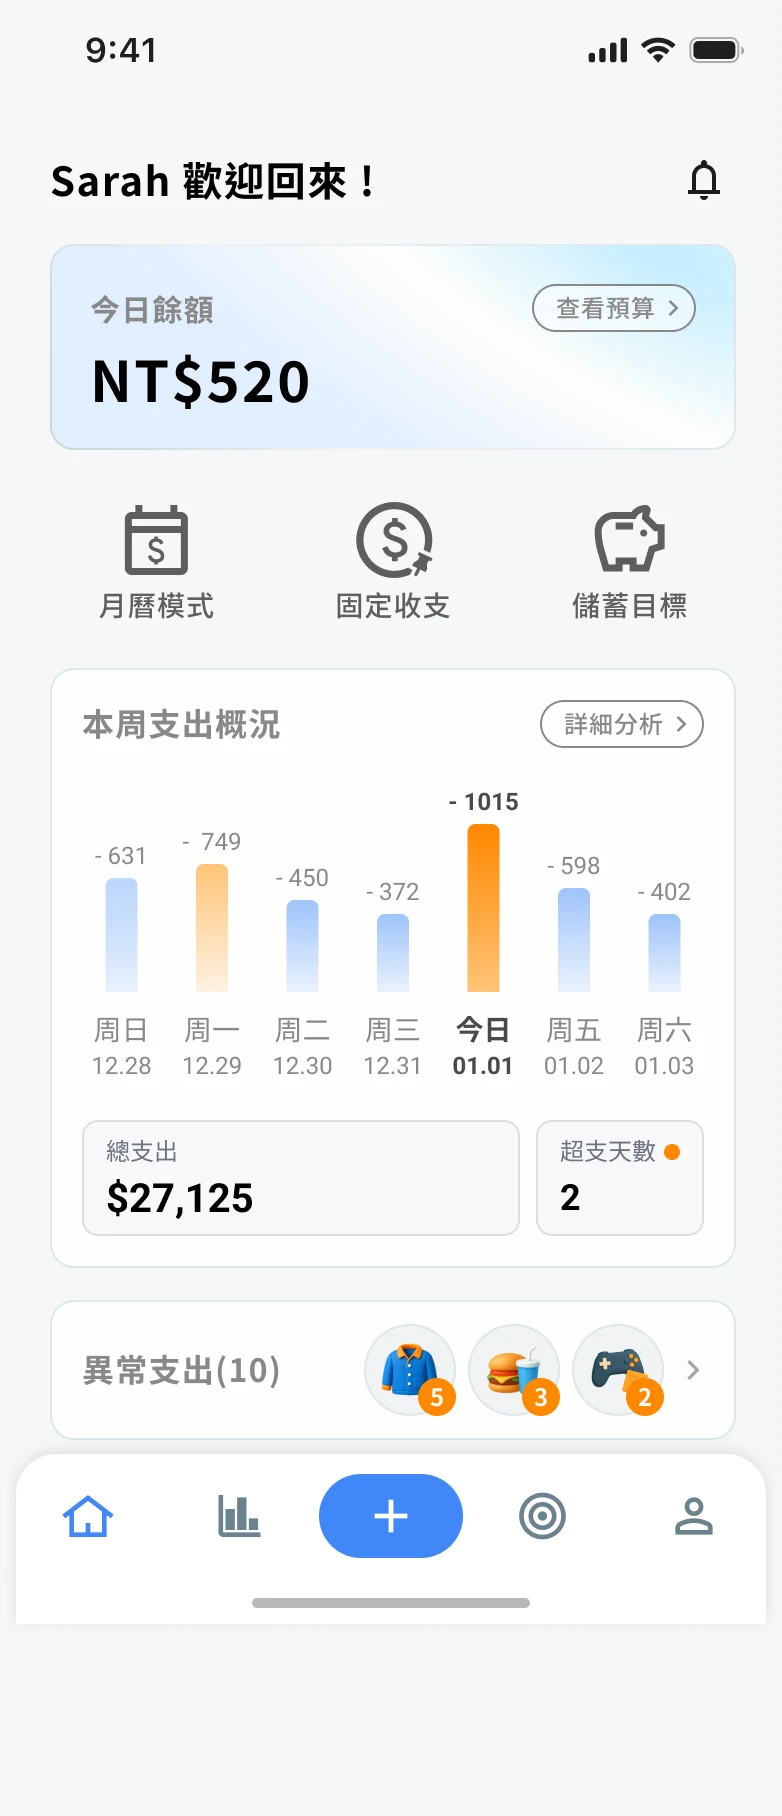 9:41
Sarah 歡迎回來！
今日餘額
查看預算
NT$520
月曆模式
固定收支
儲蓄目標
本周支出概況
詳細分析
- 631
- 749
- 450
- 372
- 1015
- 598
- 402
周日
周一
周二
周三
今日
周五
周六
12.28
12.29
12.30
12.31
01.01
01.02
01.03
總支出
超支天數
$27,125
2
異常支出(10)
5
3
2